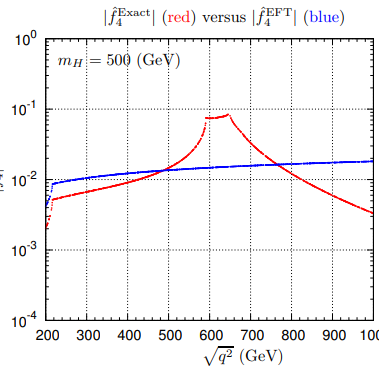 |f̂₄^Exact| (red) versus |f̂₄^EFT| (blue)
10⁰
m_H = 500 (GeV)
10⁻¹
10⁻²
10⁻³
10⁻⁴
200 300 400 500 600 700 800 900 100
√q² (GeV)